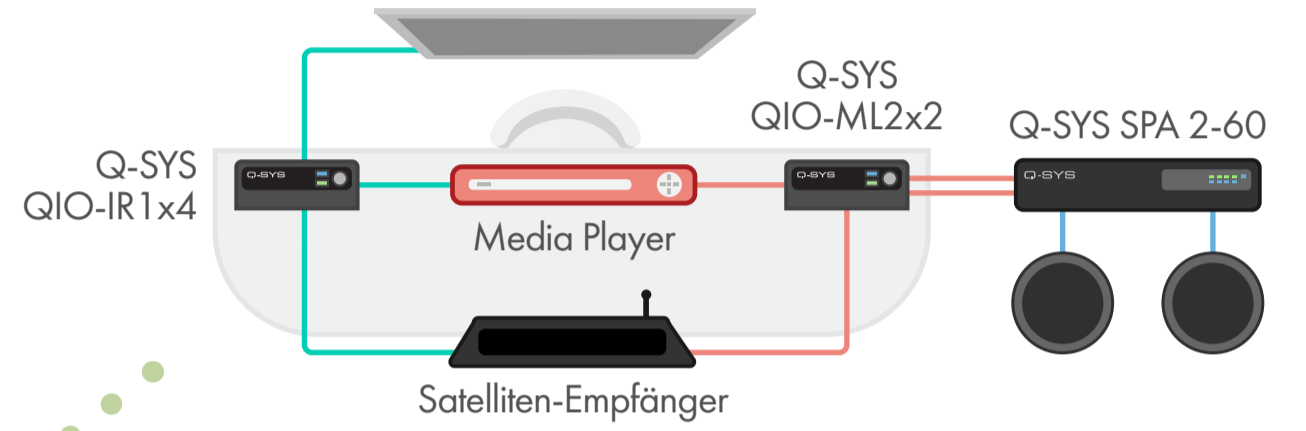 Q-SYS
QIO-ML2x2
Q-SYS SPA 2-60
Q-SYS
QIO-IR1x4
Q-SYS
Q-SYS
Q-SYS
Media Player
Satelliten-Empfänger